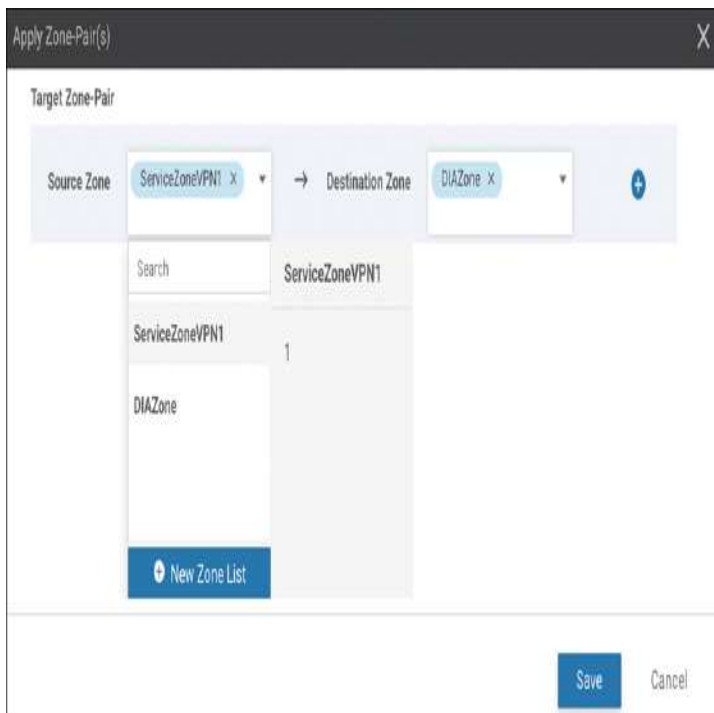 Apply Zone-Pair(s) X
Target Zone-Pair
Source Zone ServiceZoneVPN1 X → Destination Zone DIAZone X
Search ServiceZoneVPN1
ServiceZoneVPN1 1
DIAZone
New Zone List
Save Cancel